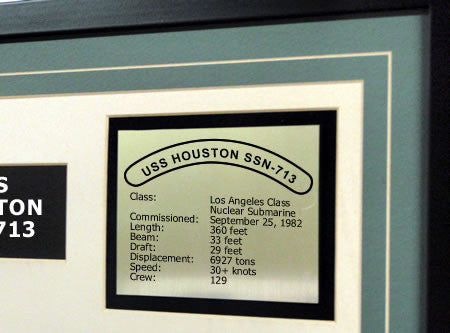 S
TON
713
USS HOUSTON SSN-713
Class: Los Angeles Class
Nuclear Submarine
Commissioned: September 25, 1982
Length: 360 feet
Beam: 33 feet
Draft: 29 feet
Displacement: 6927 tons
Speed: 30+ knots
Crew: 129